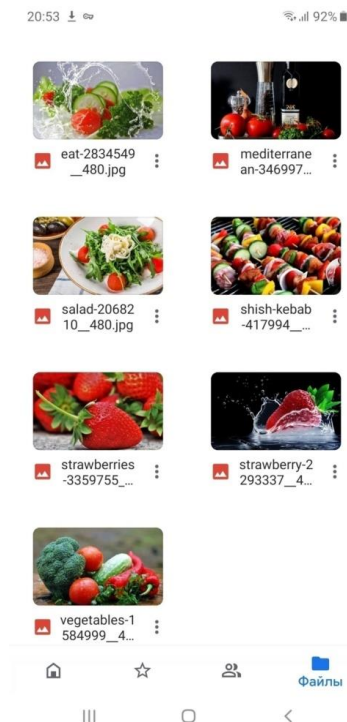 20:53 92%
eat-2834549
__480.jpg
mediterrane
an-346997...
salad-20682
10__480.jpg
shish-kebab
-417994__...
strawberries
-3359755_...
strawberry-2
293337__4...
vegetables-1
584999__4...
Файлы